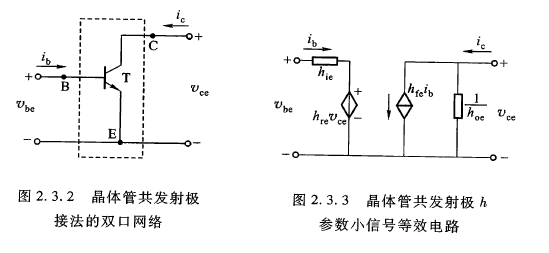 i_b
i_c
B
C
T
E
+
−
+
−
v_be
v_ce
图 2.3.2 晶体管共发射极
接法的双口网络
i_b
i_c
h_ie
h_re v_ce
h_fe i_b
1/h_oe
+
−
+
−
+
−
v_be
v_ce
图 2.3.3 晶体管共发射极 h
参数小信号等效电路